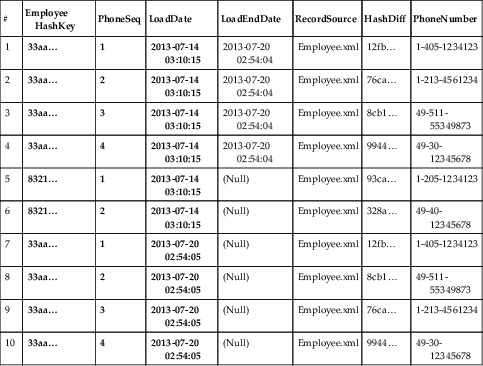 # Employee HashKey PhoneSeq LoadDate LoadEndDate RecordSource HashDiff PhoneNumber
1 33aa… 1 2013-07-14 03:10:15 2013-07-20 02:54:04 Employee.xml 12fb… 1-405-1234123
2 33aa… 2 2013-07-14 03:10:15 2013-07-20 02:54:04 Employee.xml 76ca… 1-213-4561234
3 33aa… 3 2013-07-14 03:10:15 2013-07-20 02:54:04 Employee.xml 8cb1… 49-511-55349873
4 33aa… 4 2013-07-14 03:10:15 2013-07-20 02:54:04 Employee.xml 9944… 49-30-12345678
5 8321… 1 2013-07-14 03:10:15 (Null) Employee.xml 93ca… 1-205-1234123
6 8321… 2 2013-07-14 03:10:15 (Null) Employee.xml 328a… 49-40-12345678
7 33aa… 1 2013-07-20 02:54:05 (Null) Employee.xml 12fb… 1-405-1234123
8 33aa… 2 2013-07-20 02:54:05 (Null) Employee.xml 8cb1… 49-511-55349873
9 33aa… 3 2013-07-20 02:54:05 (Null) Employee.xml 76ca… 1-213-4561234
10 33aa… 4 2013-07-20 02:54:05 (Null) Employee.xml 9944… 49-30-12345678